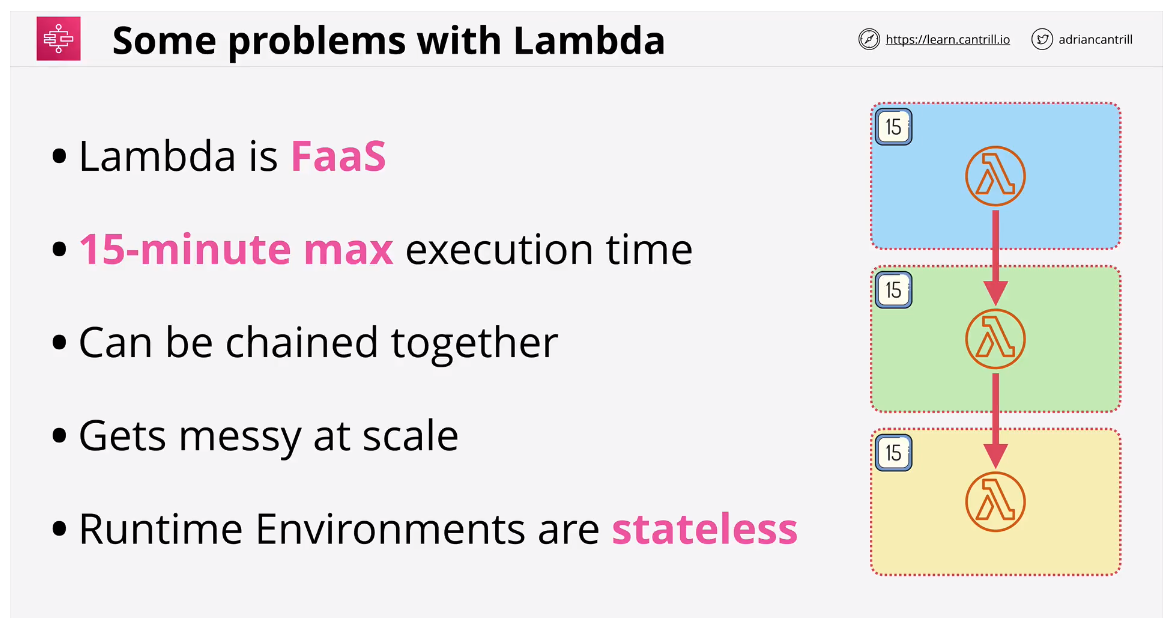 Some problems with Lambda
https://learn.cantrill.io
adriancantrill
• Lambda is FaaS
• 15-minute max execution time
• Can be chained together
• Gets messy at scale
• Runtime Environments are stateless
15
15
15